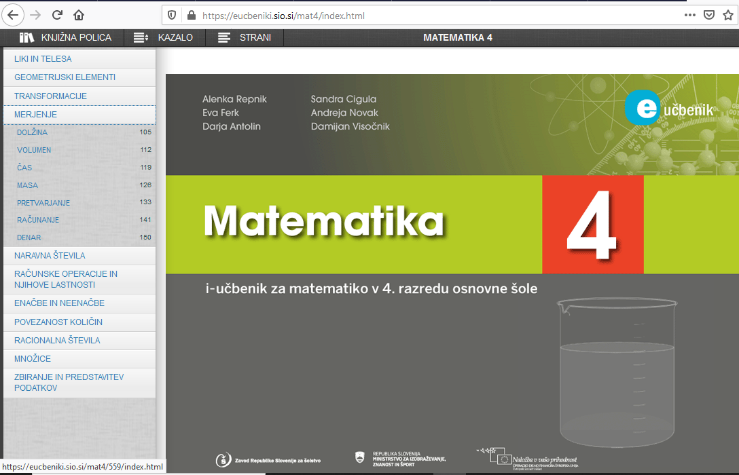 https://eucbeniki.sio.si/mat4/index.html
KNJIŽNA POLICA
KAZALO
STRANI
MATEMATIKA 4
LIKI IN TELESA
GEOMETRIJSKI ELEMENTI
TRANSFORMACIJE
MERJENJE
DOLŽINA 105
VOLUMEN 112
ČAS 119
MASA 126
PRETVARJANJE 133
RAČUNANJE 141
DENAR 150
NARAVNA ŠTEVILA
RAČUNSKE OPERACIJE IN
NJIHOVE LASTNOSTI
ENAČBE IN NEENAČBE
POVEZANOST KOLIČIN
RACIONALNA ŠTEVILA
MNOŽICE
ZBIRANJE IN PREDSTAVITEV
PODATKOV
https://eucbeniki.sio.si/mat4/559/index.html
Alenka Repnik
Eva Ferk
Darja Antolin
Sandra Cigula
Andreja Novak
Damijan Visočnik
e učbenik
Matematika 4
i-učbenik za matematiko v 4. razredu osnovne šole
Zavod Republike Slovenije za šolstvo
REPUBLIKA SLOVENIJA
MINISTRSTVO ZA IZOBRAŽEVANJE,
ZNANOST IN ŠPORT
Naložba v vašo prihodnost